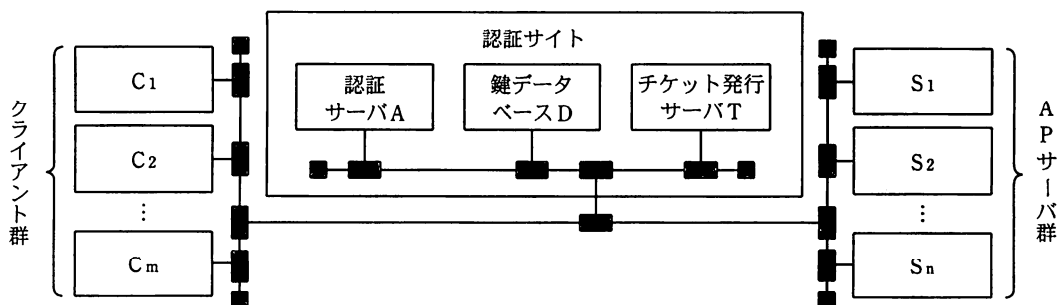 認証サイト
認証
サーバA
鍵データ
ベースD
チケット発行
サーバT
クライアント群
C1
C2
⋮
Cm
S1
S2
⋮
Sn
APサーバ群